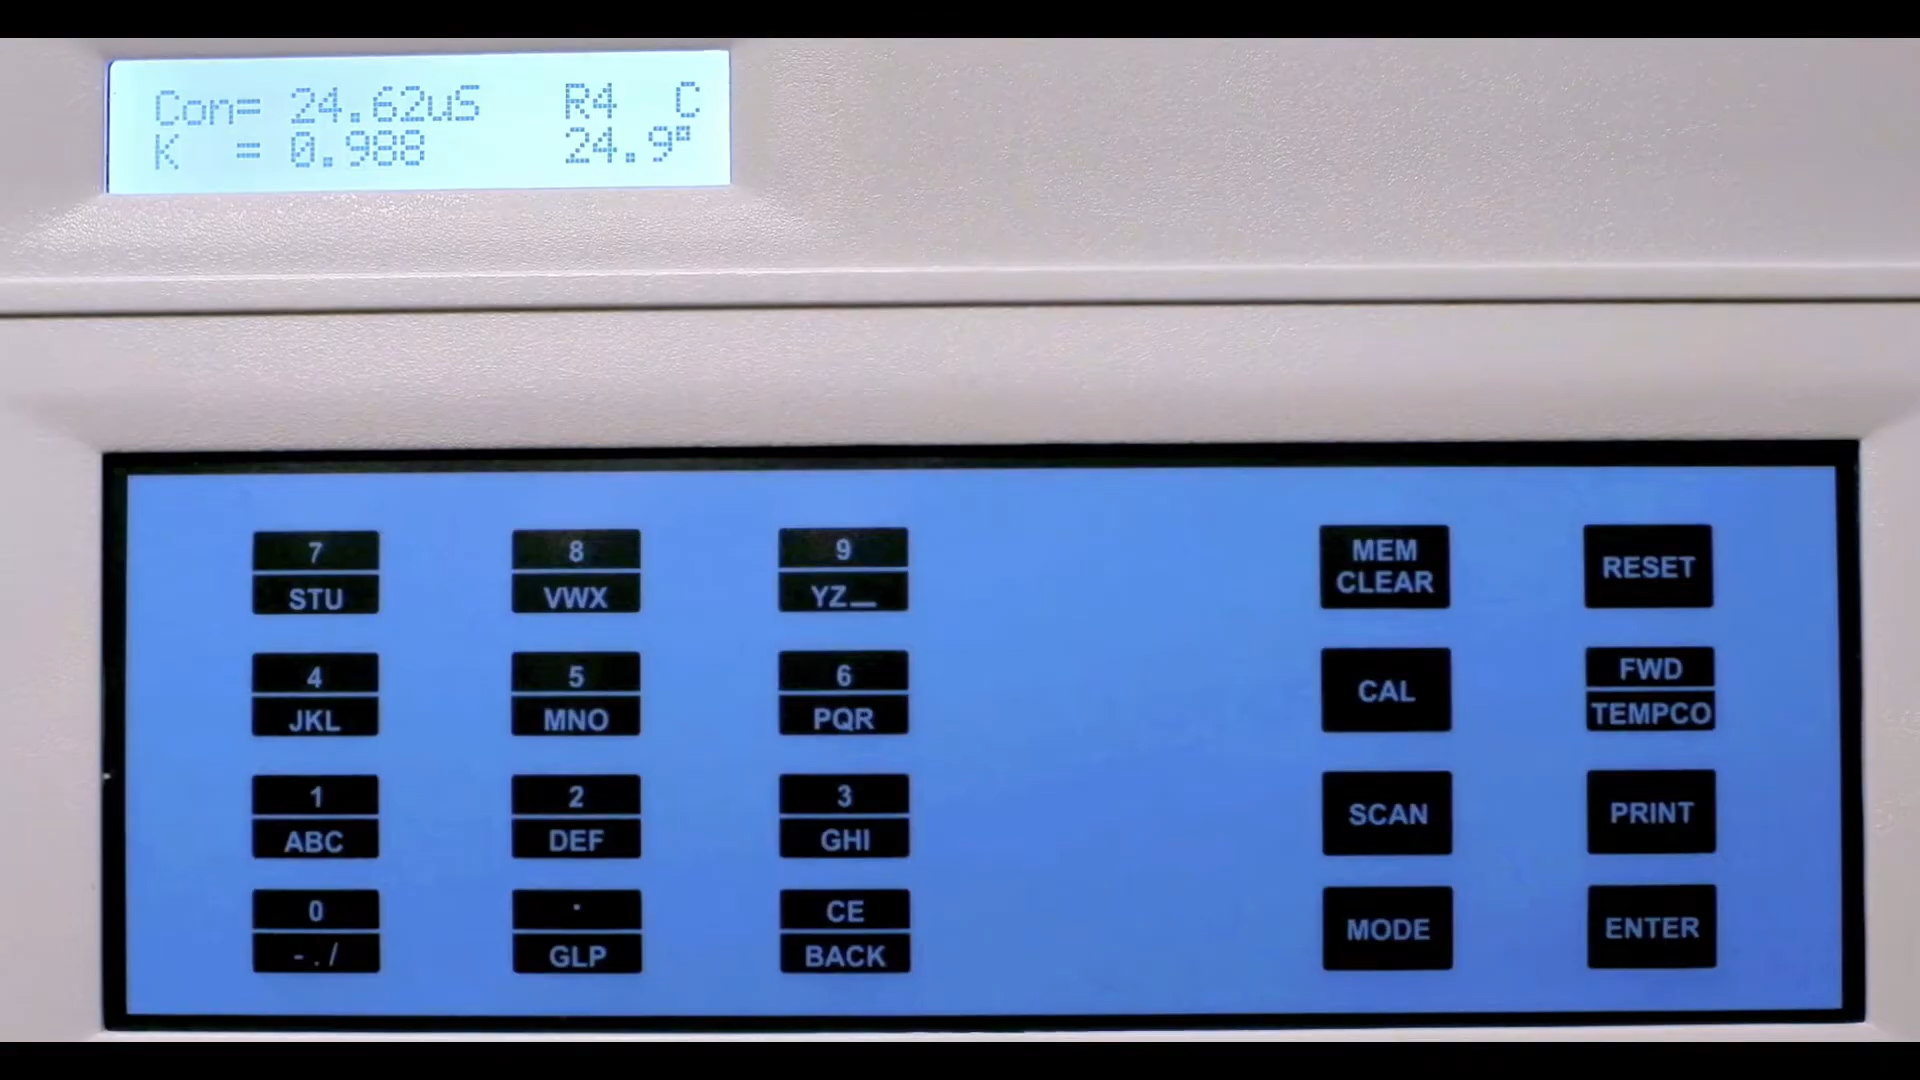 Con= 24.62uS R4 C
K = 0.988 24.9°
7 8 9 MEM CLEAR RESET
STU VWX YZ_
4 5 6 CAL FWD
JKL MNO PQR TEMPCO
1 2 3 SCAN PRINT
ABC DEF GHI
0 . CE MODE ENTER
- . / GLP BACK